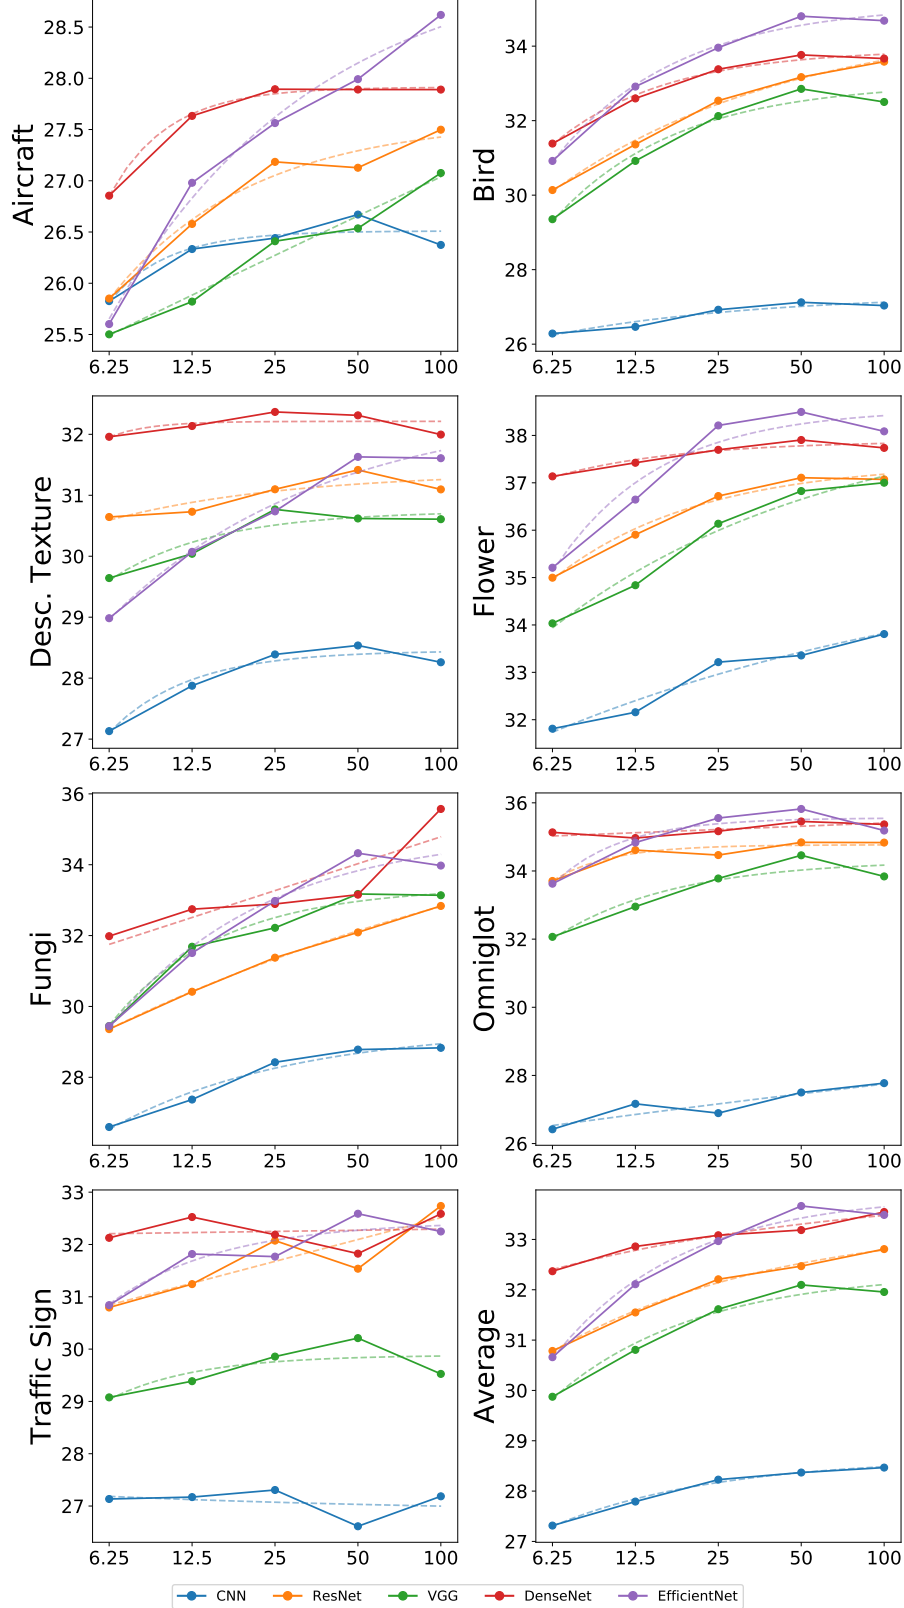 Aircraft
28.5
28.0
27.5
27.0
26.5
26.0
25.5
6.25 12.5 25 50 100
Bird
34
32
30
28
26
6.25 12.5 25 50 100
Desc. Texture
32
31
30
29
28
27
6.25 12.5 25 50 100
Flower
38
37
36
35
34
33
32
6.25 12.5 25 50 100
Fungi
36
34
32
30
28
6.25 12.5 25 50 100
Omniglot
36
34
32
30
28
26
6.25 12.5 25 50 100
Traffic Sign
33
32
31
30
29
28
27
6.25 12.5 25 50 100
Average
33
32
31
30
29
28
27
6.25 12.5 25 50 100
CNN ResNet VGG DenseNet EfficientNet